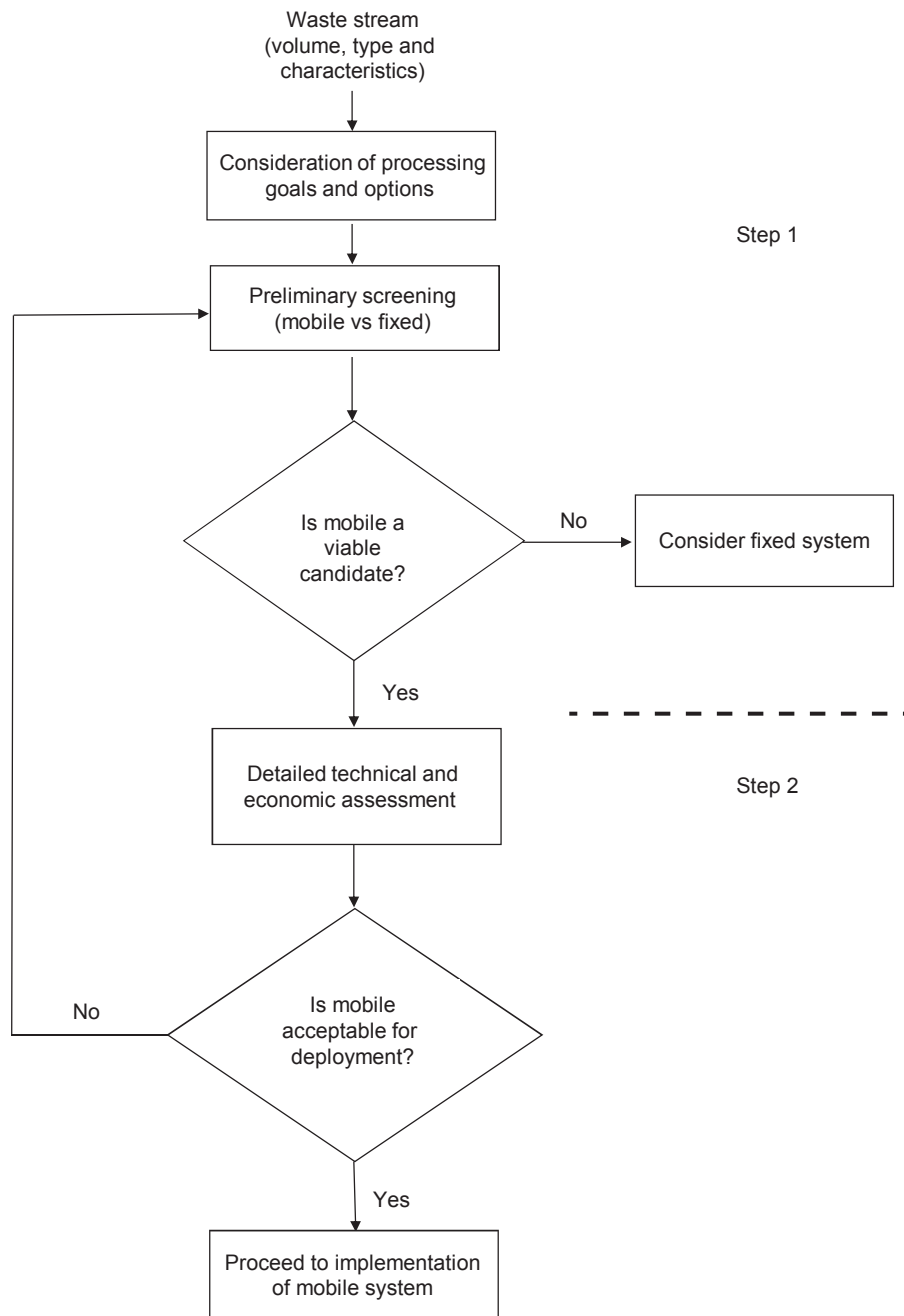 Waste stream
(volume, type and
characteristics)
Consideration of processing
goals and options
Step 1
Preliminary screening
(mobile vs fixed)
Is mobile a
viable
candidate?
No
Consider fixed system
Yes
Detailed technical and
economic assessment
Step 2
No
Is mobile
acceptable for
deployment?
Yes
Proceed to implementation
of mobile system